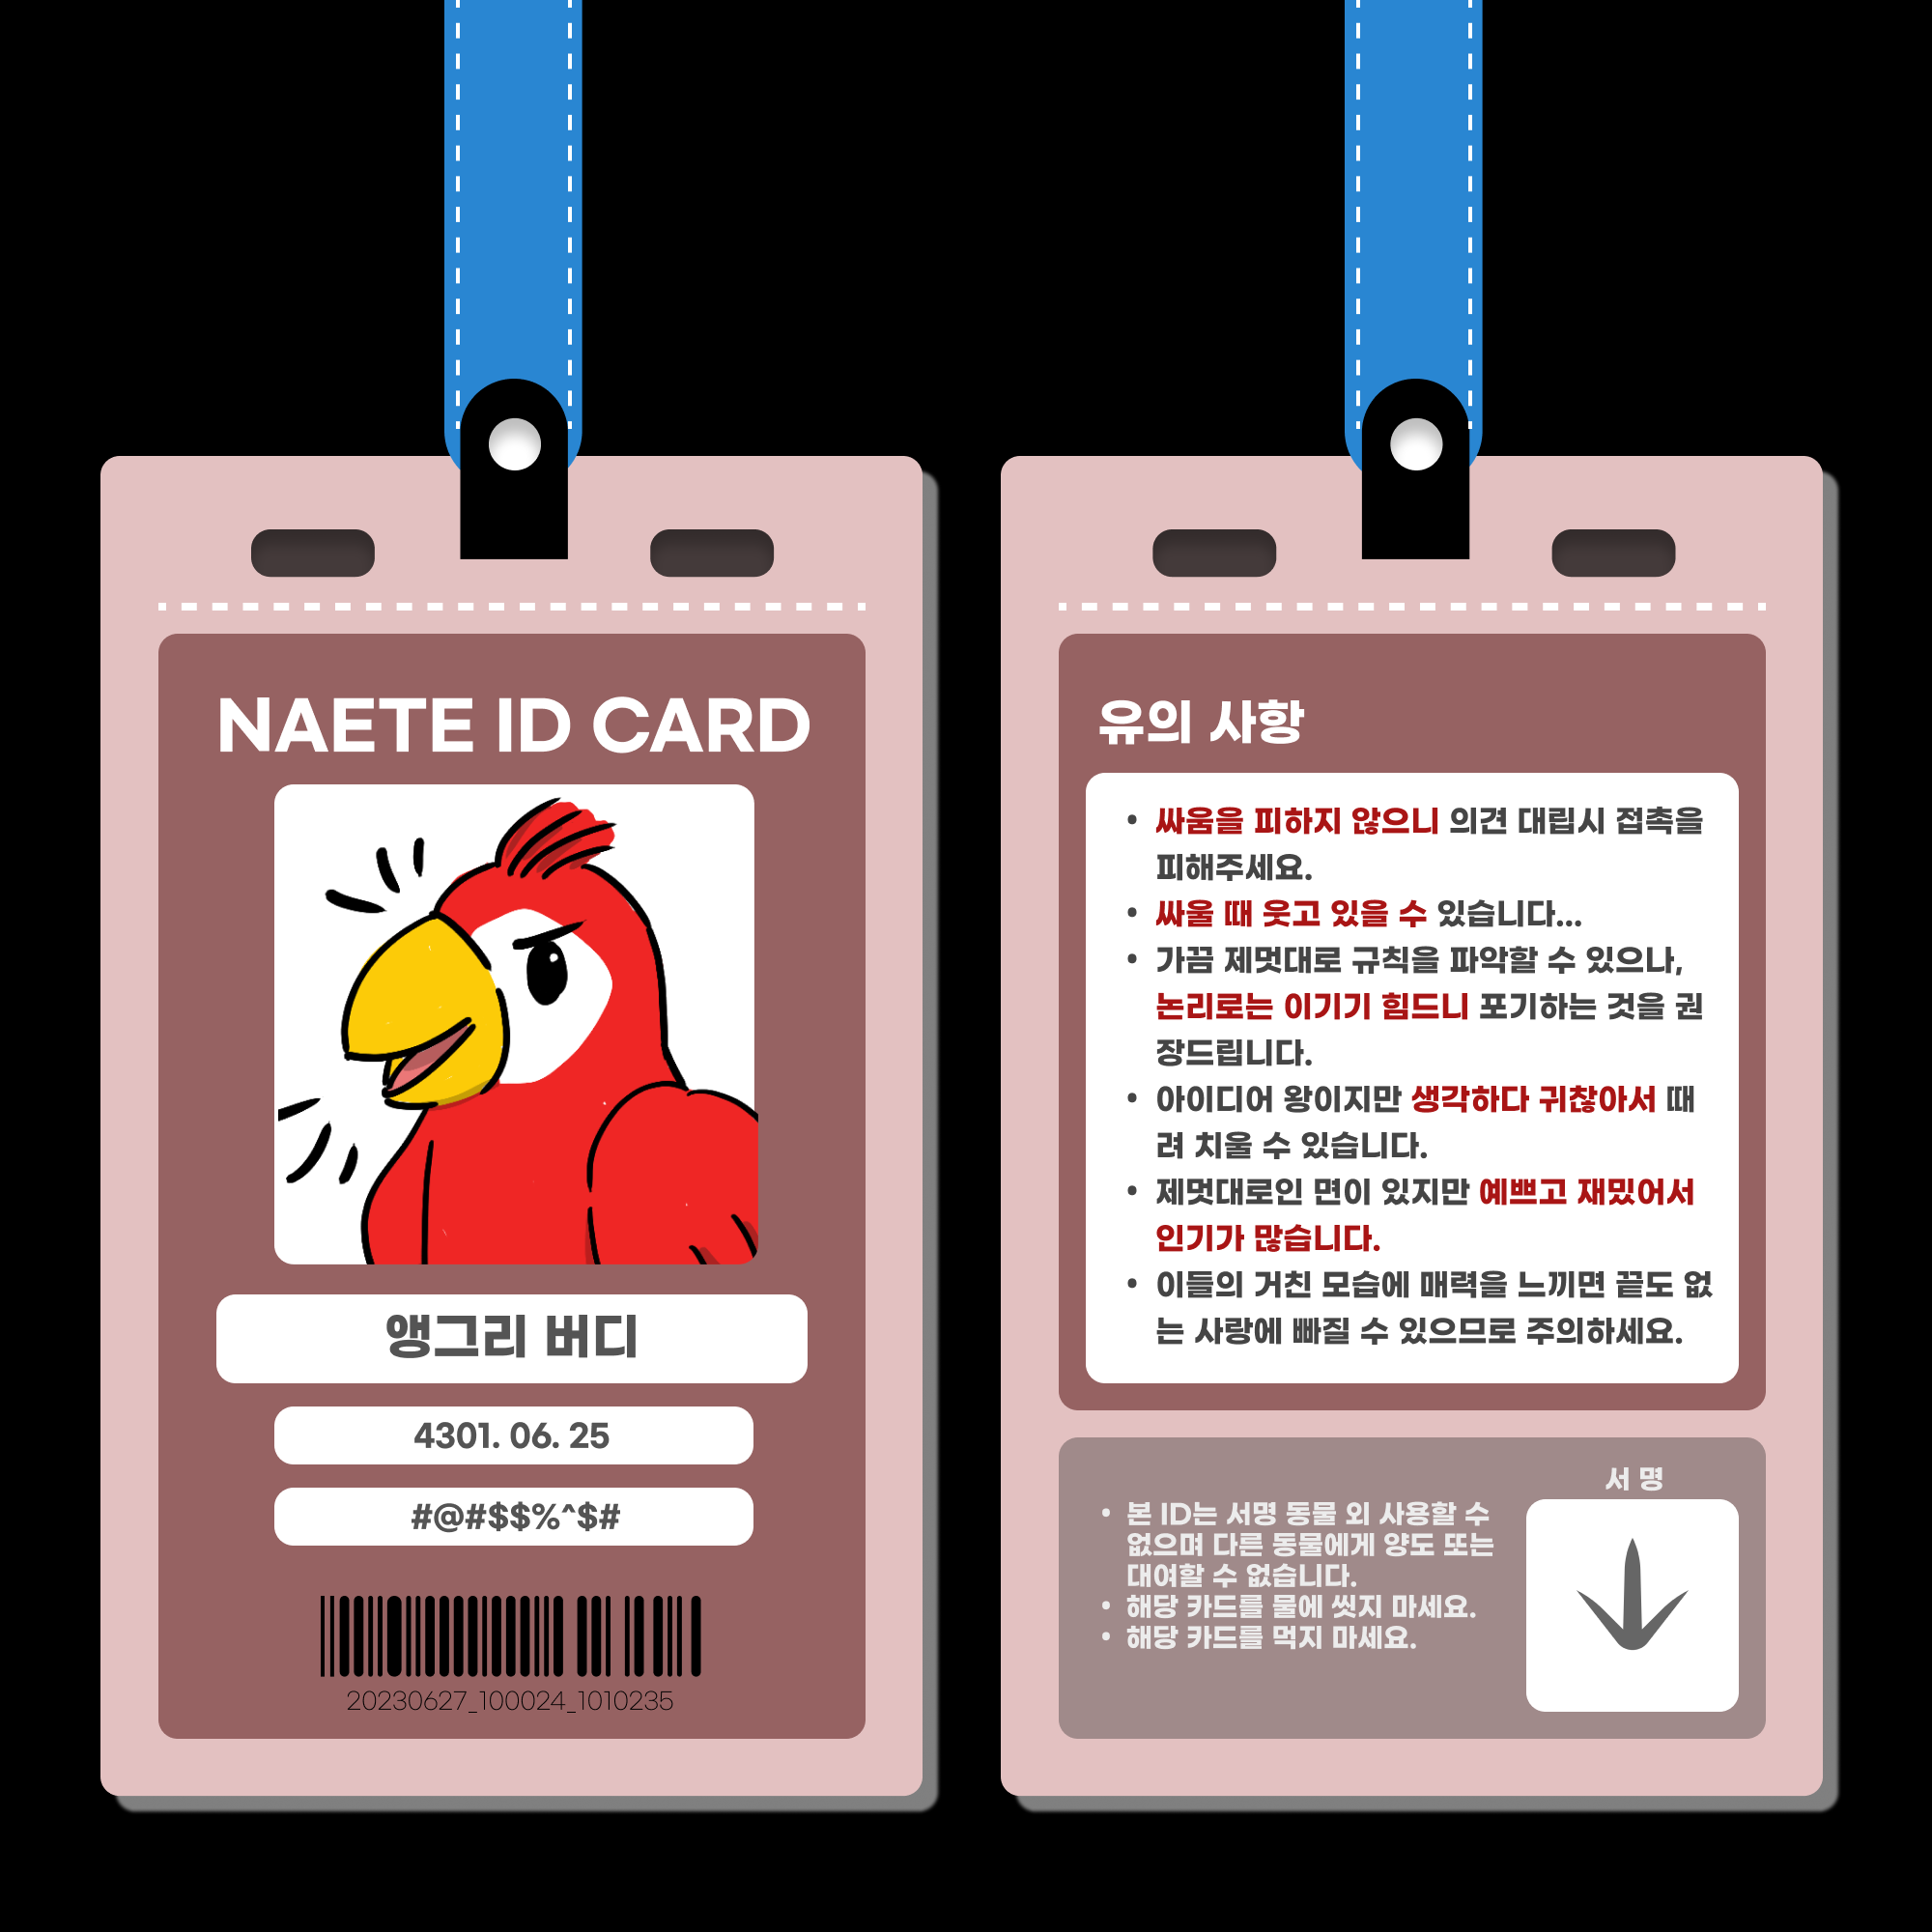 NAETE ID CARD
앵그리 버디
4301. 06. 25
#@#$$%^$#
20230627_100024_1010235
유의 사항
• 싸움을 피하지 않으니 의견 대립시 접촉을
피해주세요.
• 싸울 때 웃고 있을 수 있습니다...
• 가끔 제멋대로 규칙을 파악할 수 있으나,
논리로는 이기기 힘드니 포기하는 것을 권
장드립니다.
• 아이디어 왕이지만 생각하다 귀찮아서 때
려 치울 수 있습니다.
• 제멋대로인 면이 있지만 예쁘고 재밌어서
인기가 많습니다.
• 이들의 거친 모습에 매력을 느끼면 끝도 없
는 사랑에 빠질 수 있으므로 주의하세요.
• 본 ID는 서명 동물 외 사용할 수
없으며 다른 동물에게 양도 또는
대여할 수 없습니다.
• 해당 카드를 물에 씻지 마세요.
• 해당 카드를 먹지 마세요.
서 명